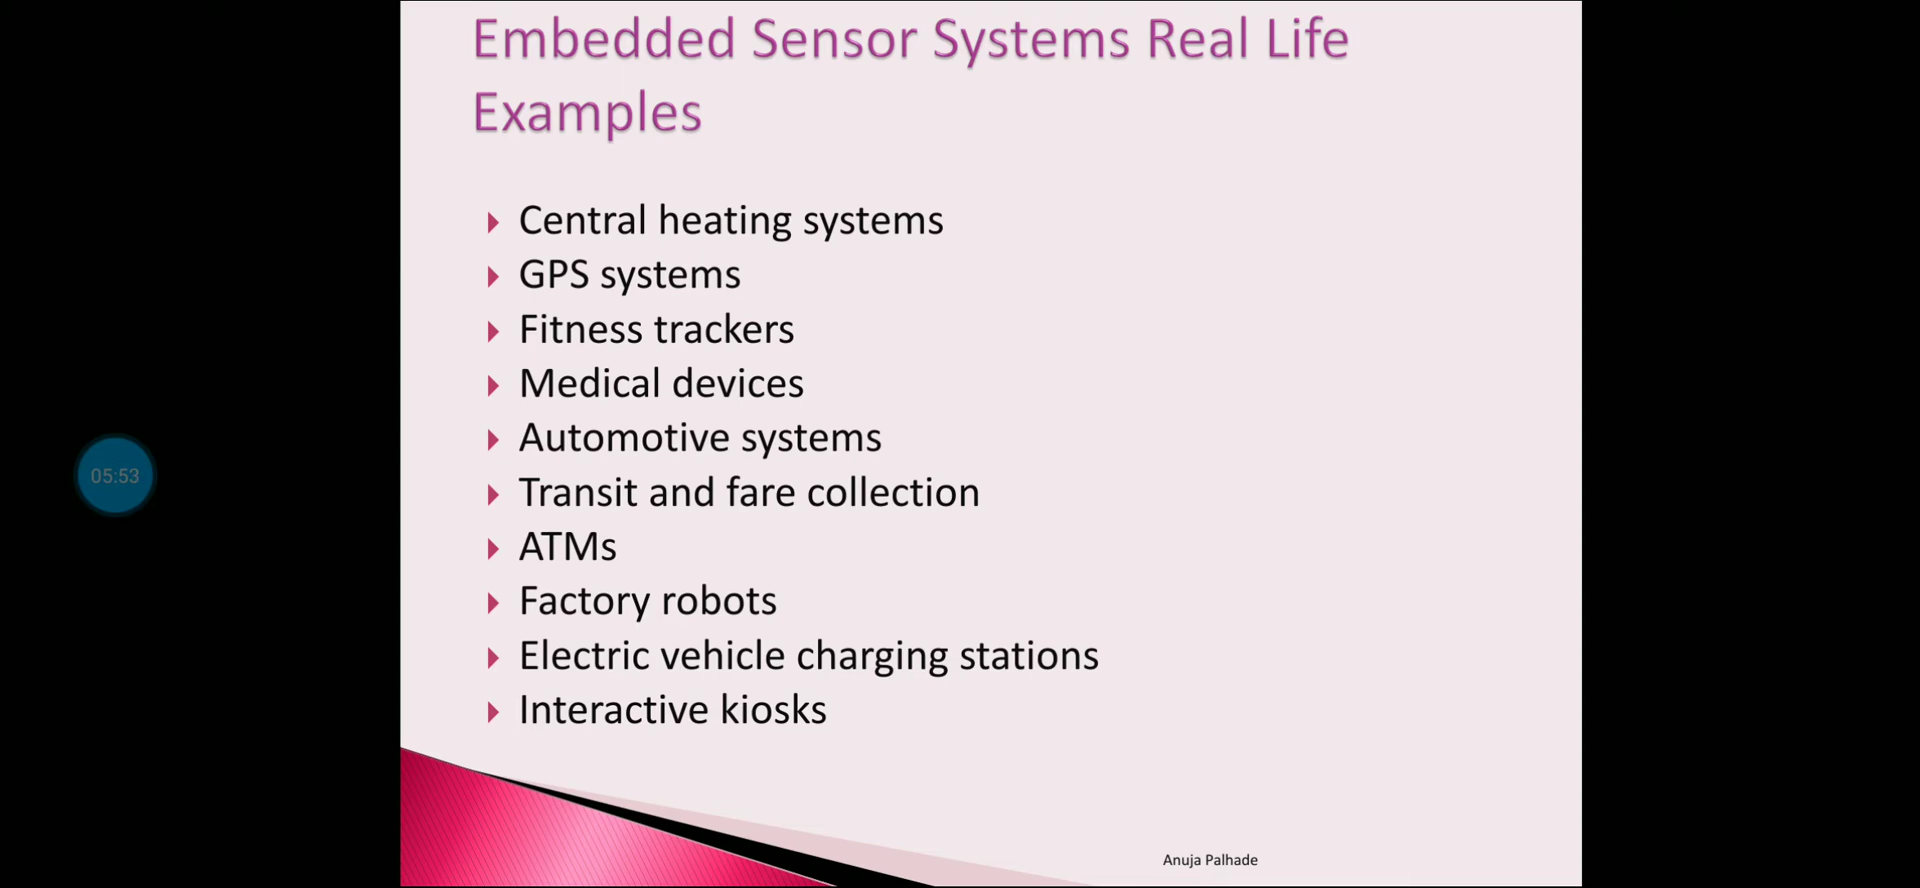 Embedded Sensor Systems Real Life
Examples
Central heating systems
GPS systems
Fitness trackers
Medical devices
Automotive systems
Transit and fare collection
ATMs
Factory robots
Electric vehicle charging stations
Interactive kiosks
05:53
Anuja Palhade